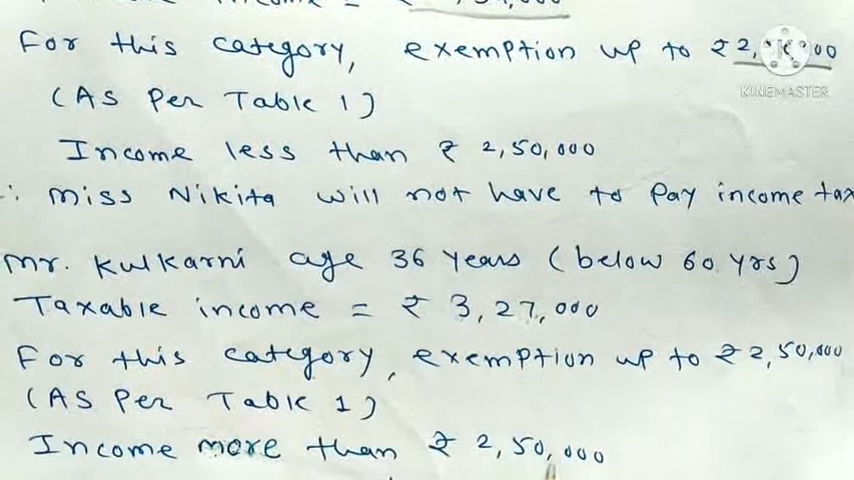 For this category, exemption up to ₹2,
KINEMASTER
(As Per Table 1)
Income less than ₹ 2,50,000
∴ Miss Nikita will not have to Pay income tax
Mr. Kulkarni age 36 years (below 60 yrs)
Taxable income = ₹ 3,27,000
For this category, exemption up to ₹2,50,000
(As Per Table 1)
Income more than ₹ 2,50,000